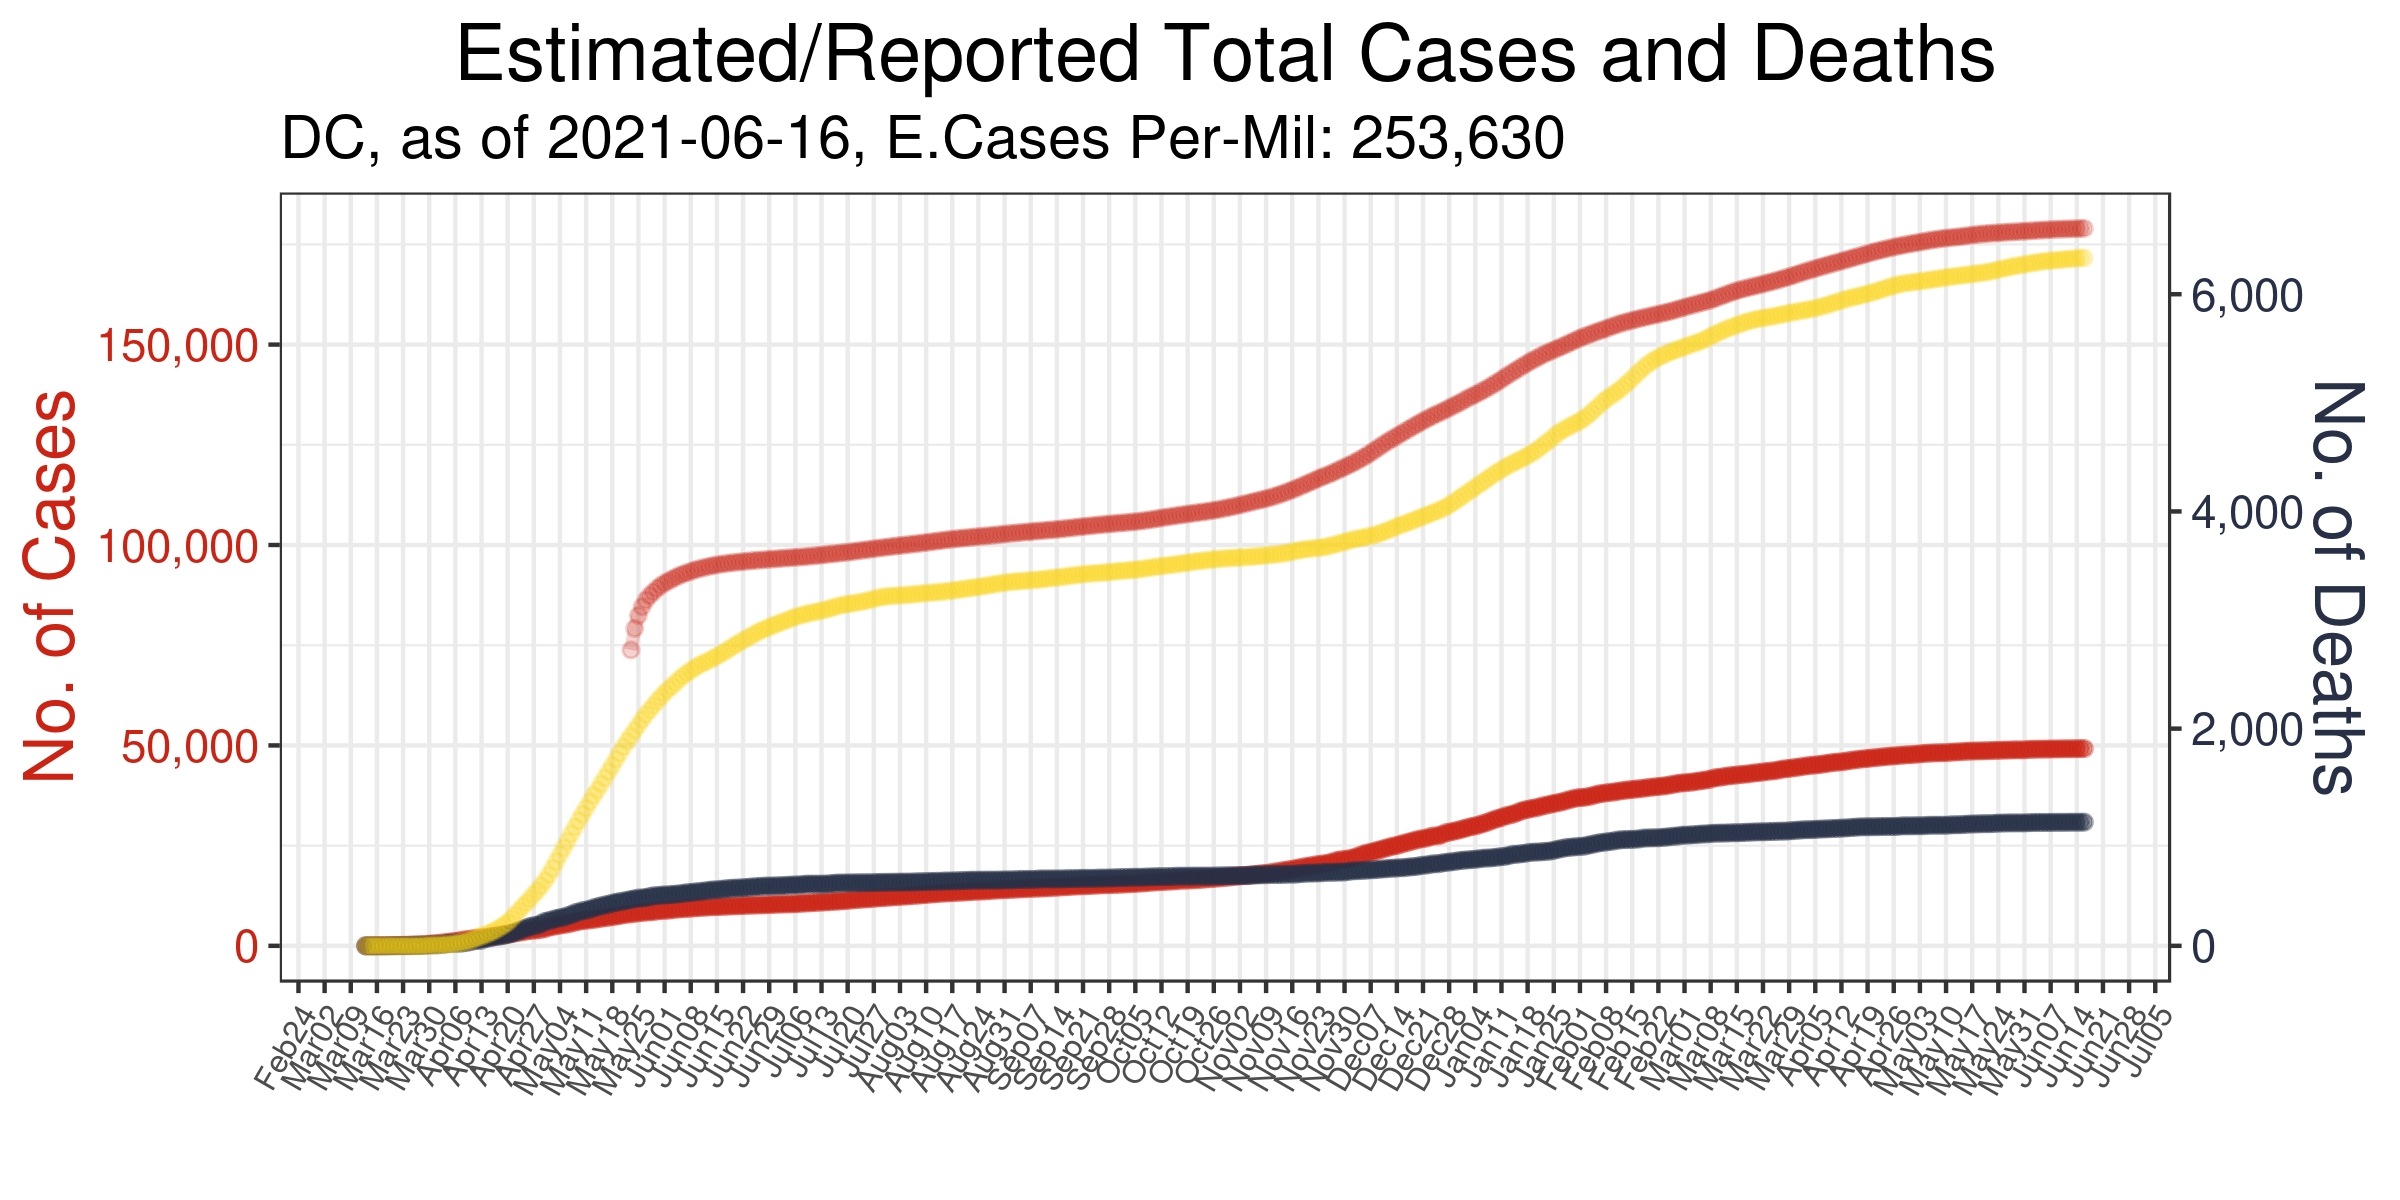 Estimated/Reported Total Cases and Deaths
DC, as of 2021-06-16, E.Cases Per-Mil: 253,630
No. of Cases
150,000
100,000
50,000
0
6,000
4,000
2,000
0
No. of Deaths
Feb24
Mar02
Mar09
Mar16
Mar23
Mar30
Apr06
Apr13
Apr20
Apr27
May04
May11
May18
May25
Jun01
Jun08
Jun15
Jun22
Jun29
Jul06
Jul13
Jul20
Jul27
Aug03
Aug10
Aug17
Aug24
Aug31
Sep07
Sep14
Sep21
Sep28
Oct05
Oct12
Oct19
Oct26
Nov02
Nov09
Nov16
Nov23
Nov30
Dec07
Dec14
Dec21
Dec28
Jan04
Jan11
Jan18
Jan25
Feb01
Feb08
Feb15
Feb22
Mar01
Mar08
Mar15
Mar22
Mar29
Apr05
Apr12
Apr19
Apr26
May03
May10
May17
May24
May31
Jun07
Jun14
Jun21
Jun28
Jul05